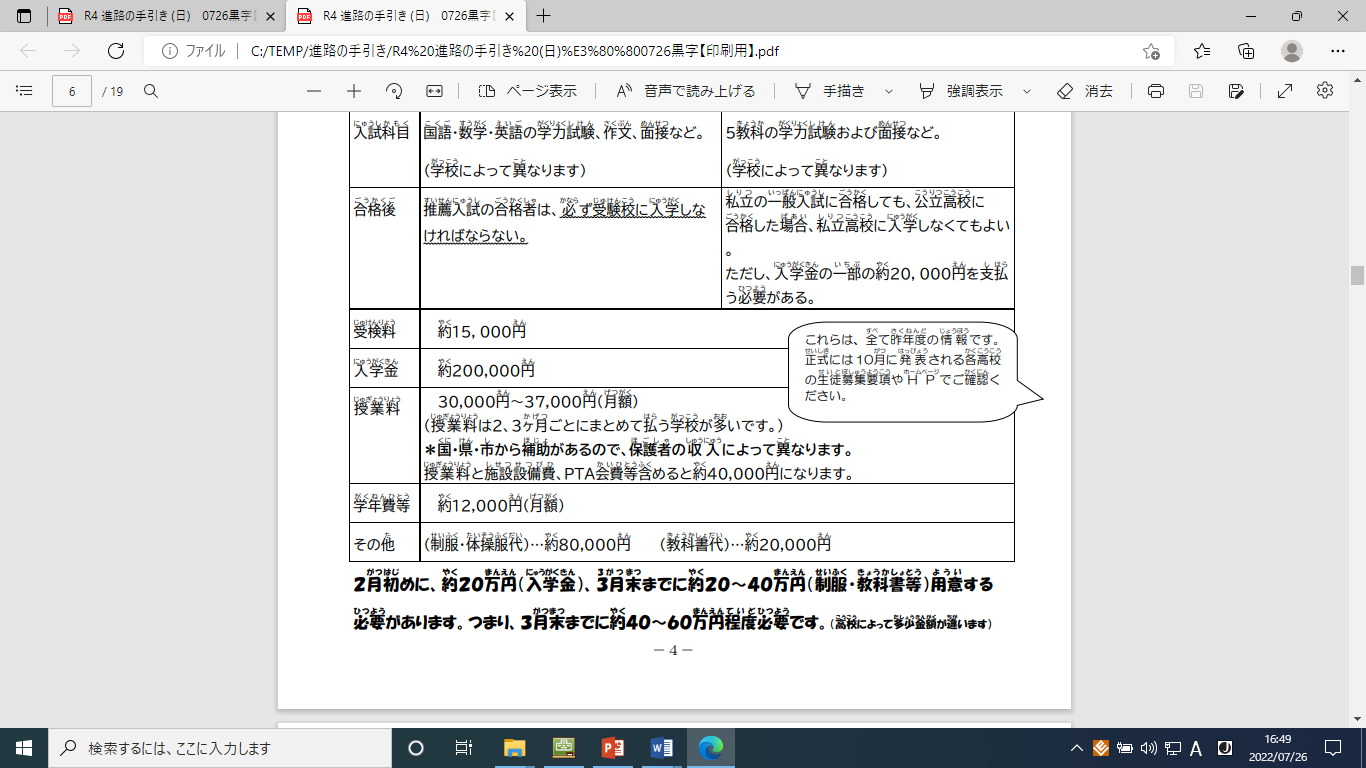 R4 進路の手引き(日) 0726黒字【
R4 進路の手引き(日) 0726黒字【
ファイル | C:/TEMP/進路の手引き/R4%20進路の手引き%20(日)%E3%80%800726黒字【印刷用】.pdf
6 / 19 ページ表示 音声で読み上げる 手描き 強調表示 消去
入試科目 国語・数学・英語の学力試験、作文、面接など。 5教科の学力試験および面接など。
(学校によって異なります) (学校によって異なります)
合格後 推薦入試の合格者は、必ず受験校に入学しな
ければならない。
私立の一般入試に合格しても、公立高校に
合格した場合、私立高校に入学しなくてもよい
。
ただし、入学金の一部の約20,000円を支払
う必要がある。
受検料 約15,000円
入学金 約200,000円
これらは、全て昨年度の情報です。
正式には10月に発表される各高校
の生徒募集要項やHPでご確認く
ださい。
授業料 30,000円～37,000円(月額)
(授業料は2、3ヶ月ごとにまとめて払う学校が多いです。)
＊国・県・市から補助があるので、保護者の収入によって異なります。
授業料と施設設備費、PTA会費等含めると約40,000円になります。
学年費等 約12,000円(月額)
その他 (制服・体操服代)…約80,000円 (教科書代)…約20,000円
2月初めに、約20万円(入学金)、3月末までに約20～40万円(制服・教科書等)用意する
必要があります。つまり、3月末までに約40～60万円程度必要です。(高校によって多少金額が違います)
－ 4 －
検索するには、ここに入力します
A
16:49
2022/07/26